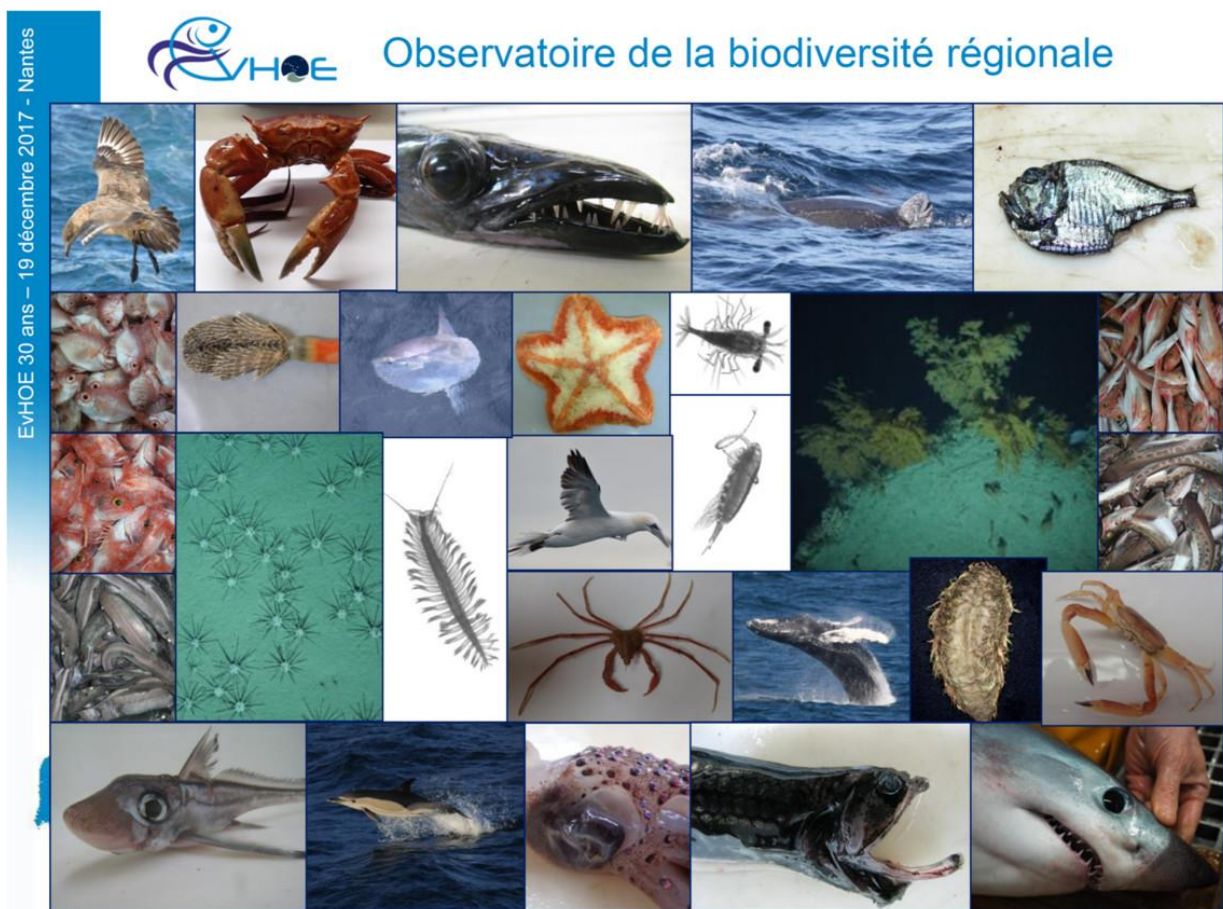 EVHOE
Observatoire de la biodiversité régionale
EvHOE 30 ans – 19 décembre 2017 - Nantes